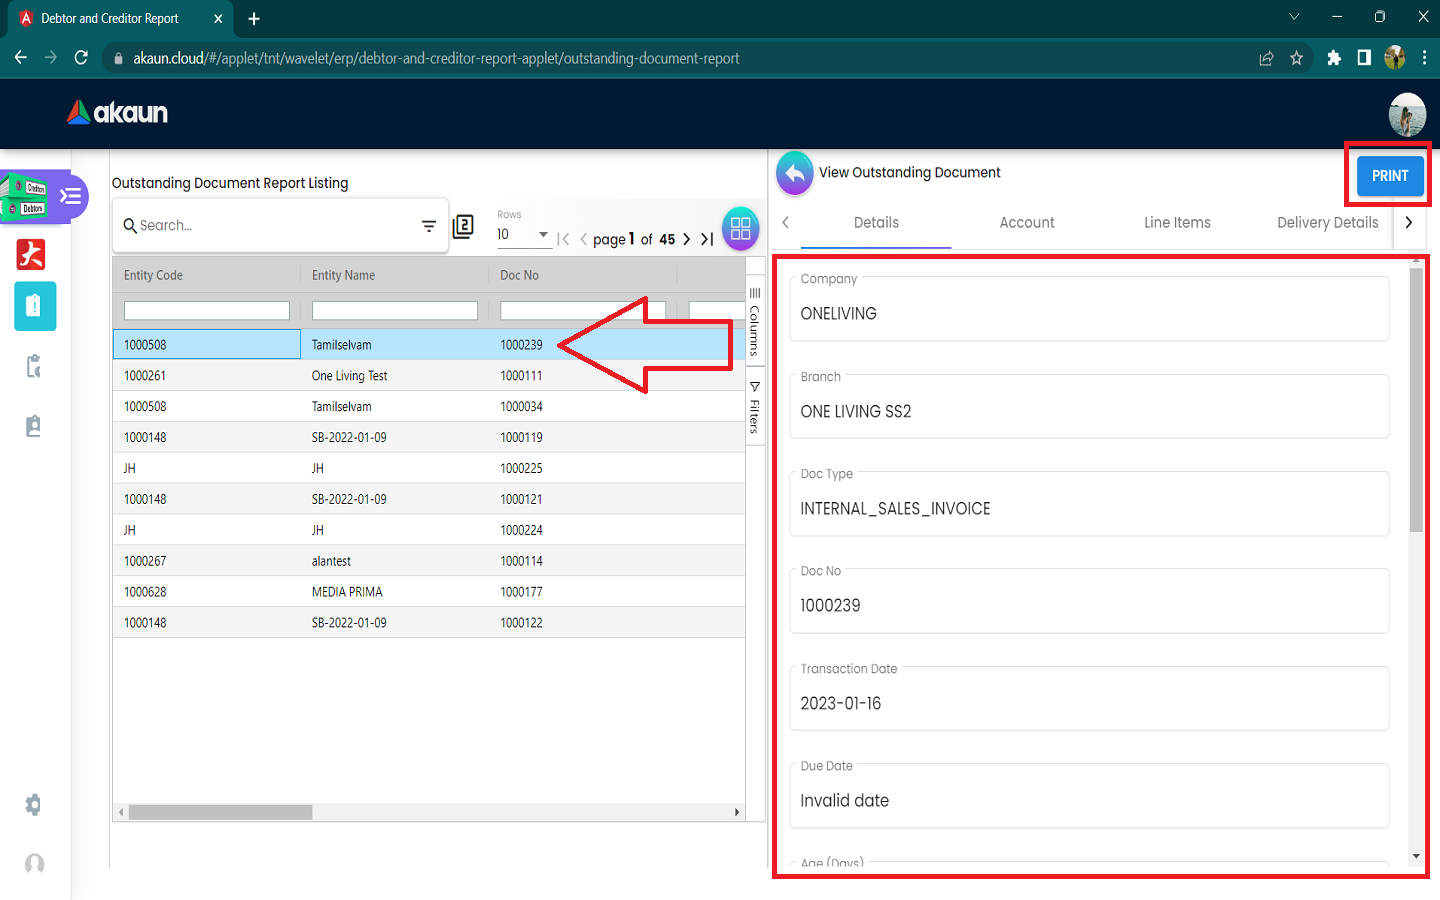 Debtor and Creditor Report
akaun.cloud/#/applet/tnt/wavelet/erp/debtor-and-creditor-report-applet/outstanding-document-report
akaun
Creditors
Debtors
Outstanding Document Report Listing
Search...
2
Rows
10
page 1 of 45
Entity Code Entity Name Doc No
1000508 Tamilselvam 1000239
1000261 One Living Test 1000111
1000508 Tamilselvam 1000034
1000148 SB-2022-01-09 1000119
JH JH 1000225
1000148 SB-2022-01-09 1000121
JH JH 1000224
1000267 alantest 1000114
1000628 MEDIA PRIMA 1000177
1000148 SB-2022-01-09 1000122
Columns
Filters
View Outstanding Document
PRINT
Details Account Line Items Delivery Details
Company
ONELIVING
Branch
ONE LIVING SS2
Doc Type
INTERNAL_SALES_INVOICE
Doc No
1000239
Transaction Date
2023-01-16
Due Date
Invalid date
Age (Days)